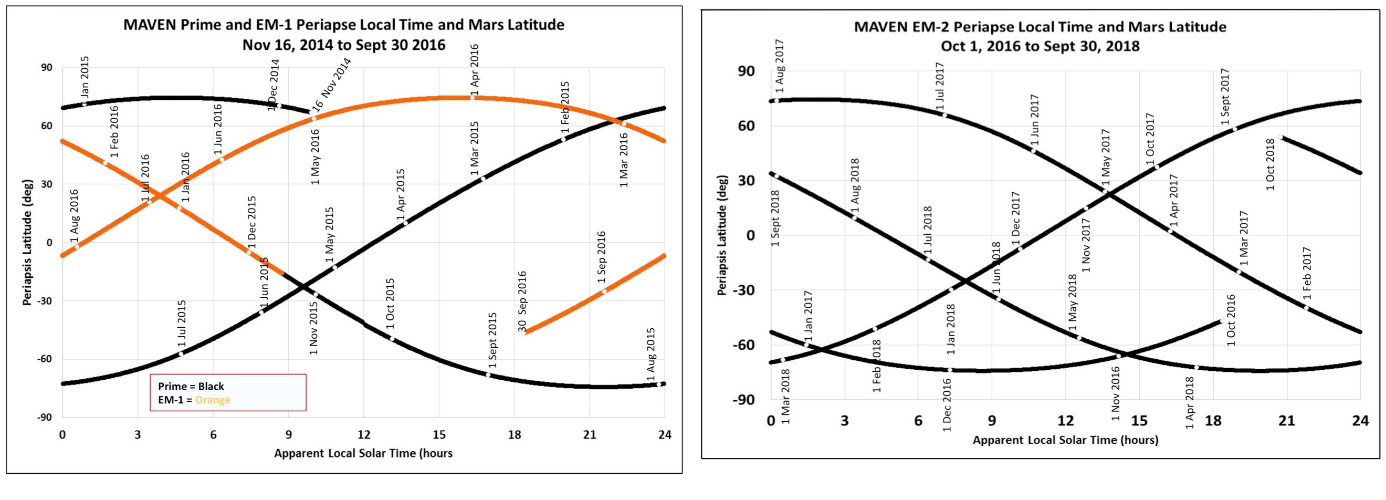 MAVEN Prime and EM-1 Periapse Local Time and Mars Latitude
Nov 16, 2014 to Sept 30 2016
Periapsis Latitude (deg)
90
60
30
0
-30
-60
-90
Jan 2015
1 Feb 2016
1 Dec 2014
16 Nov 2014
1 Apr 2016
1 Feb 2015
1 Jun 2016
1 May 2016
1 Mar 2015
1 Mar 2016
1 Jul 2016
1 Jan 2016
1 Apr 2015
1 Aug 2016
1 Dec 2015
1 May 2015
1 Sep 2016
1 Jun 2015
30 Sep 2016
1 Jul 2015
1 Nov 2015
1 Oct 2015
1 Sept 2015
1 Aug 2015
Prime = Black
EM-1 = Orange
0 3 6 9 12 15 18 21 24
Apparent Local Solar Time (hours
MAVEN EM-2 Periapse Local Time and Mars Latitude
Oct 1, 2016 to Sept 30, 2018
Periapsis Latitude (deg)
90
60
30
0
-30
-60
-90
1 Aug 2017
1 Jul 2017
1 Sept 2017
1 Jun 2017
1 Oct 2017
1 May 2017
1 Oct 2018
1 Sept 2018
1 Aug 2018
1 Apr 2017
1 Jul 2018
1 Dec 2017
1 Nov 2017
1 Mar 2017
1 Jun 2018
1 Feb 2017
1 Jan 2017
1 Jan 2018
1 May 2018
1 Oct 2016
1 Feb 2018
1 Mar 2018
1 Dec 2016
1 Nov 2016
1 Apr 2018
0 3 6 9 12 15 18 21 24
Apparent Local Solar Time (hours)